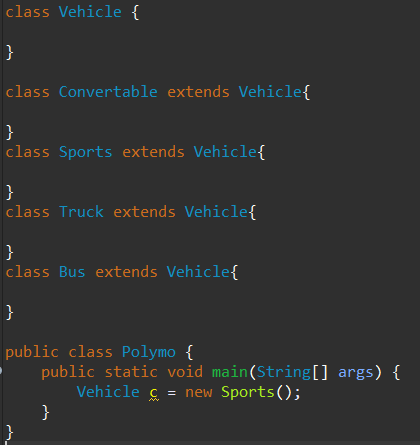 class Vehicle {
}
class Convertable extends Vehicle{
}
class Sports extends Vehicle{
}
class Truck extends Vehicle{
}
class Bus extends Vehicle{
}
public class Polymo {
public static void main(String[] args) {
Vehicle c = new Sports();
}
}